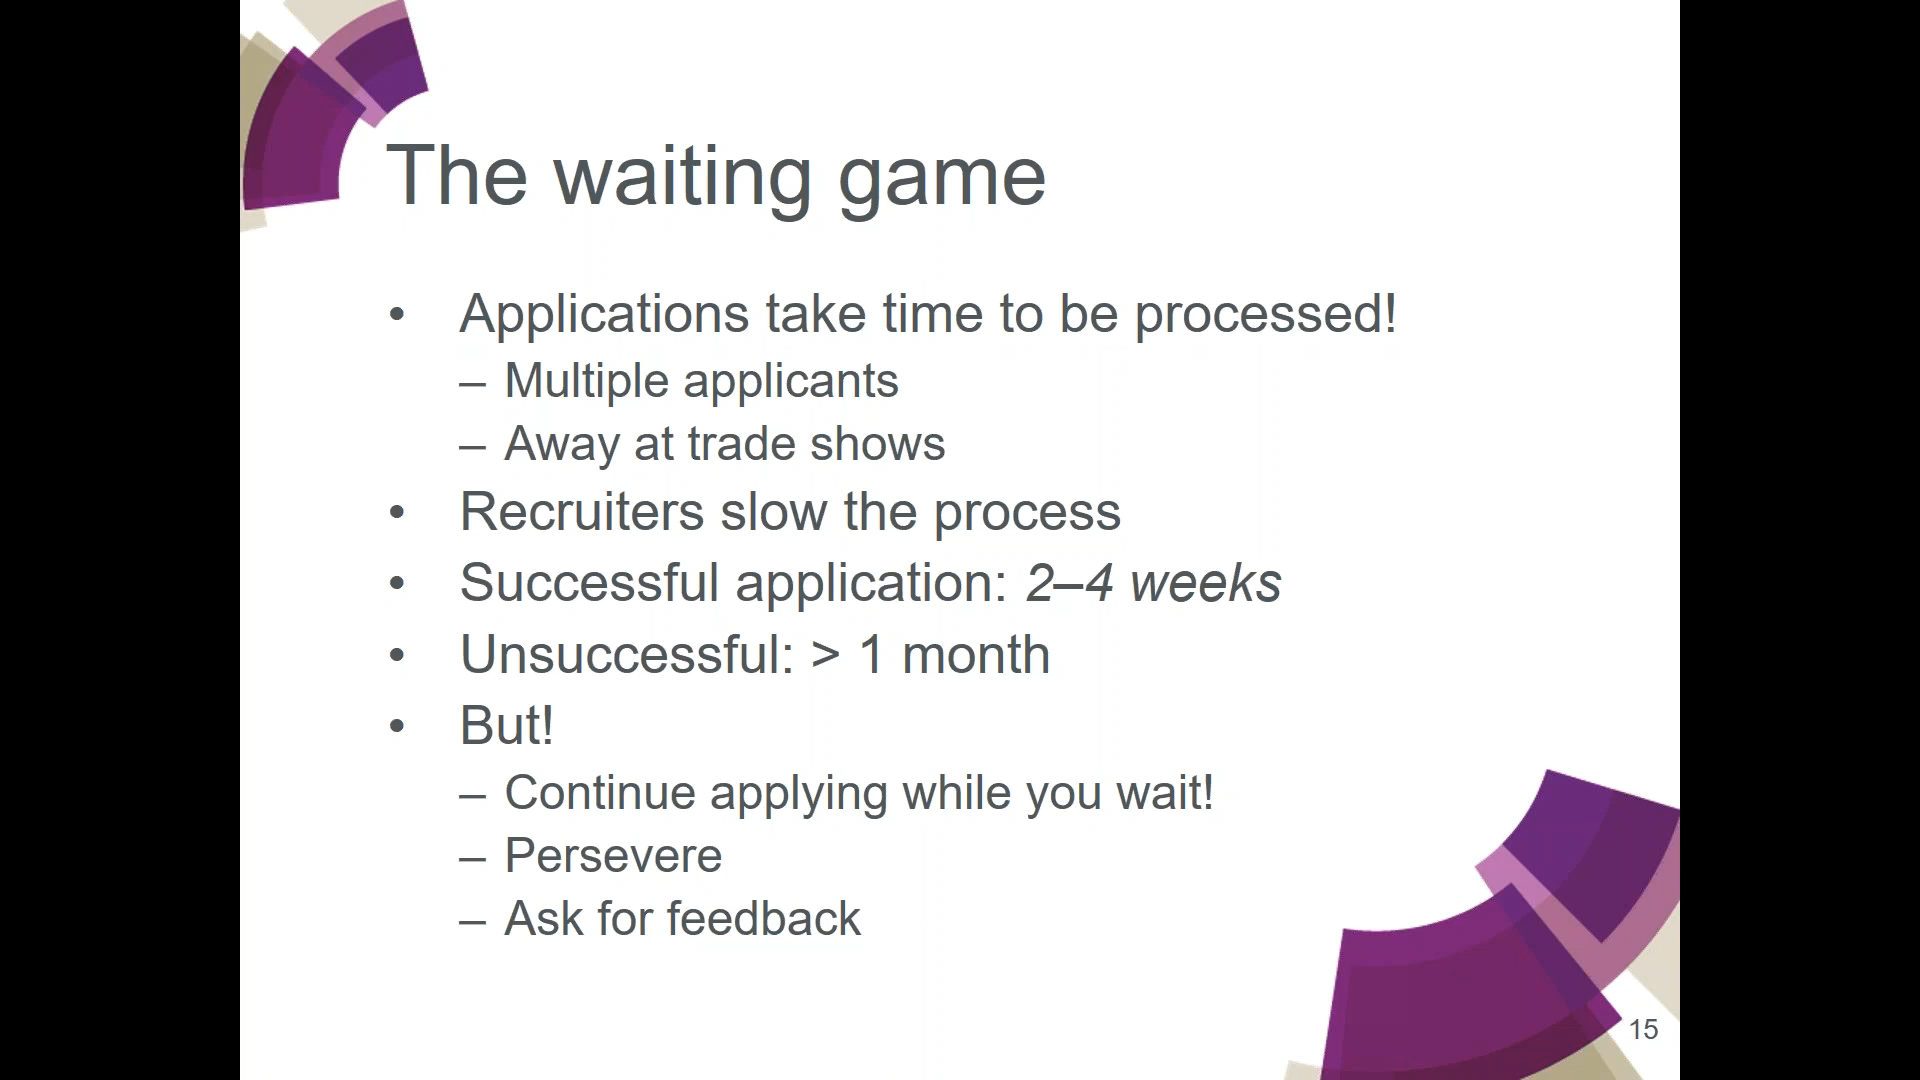 The waiting game
• Applications take time to be processed!
– Multiple applicants
– Away at trade shows
• Recruiters slow the process
• Successful application: 2–4 weeks
• Unsuccessful: > 1 month
• But!
– Continue applying while you wait!
– Persevere
– Ask for feedback
15